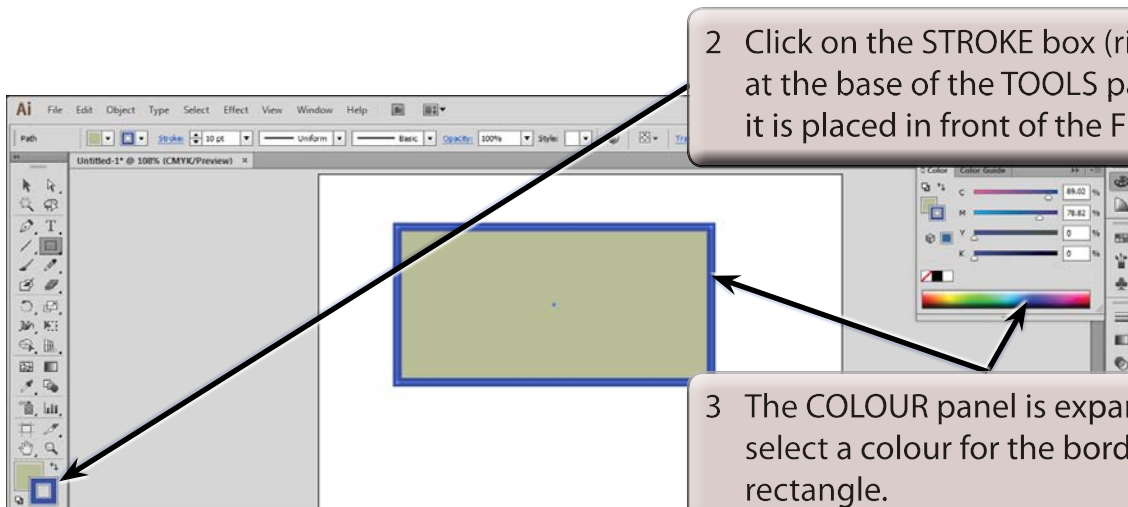 2 Click on the STROKE box (ri
at the base of the TOOLS pa
it is placed in front of the F
Ai File Edit Object Type Select Effect View Window Help Br
Path Stroke: 10 pt Uniform Basic Opacity: 100% Style:
Untitled-1* @ 108% (CMYK/Preview) ×
Color Color Guide
C 89.02 %
M 78.82 %
Y 0 %
K 0 %
3 The COLOUR panel is expan
select a colour for the bord
rectangle.